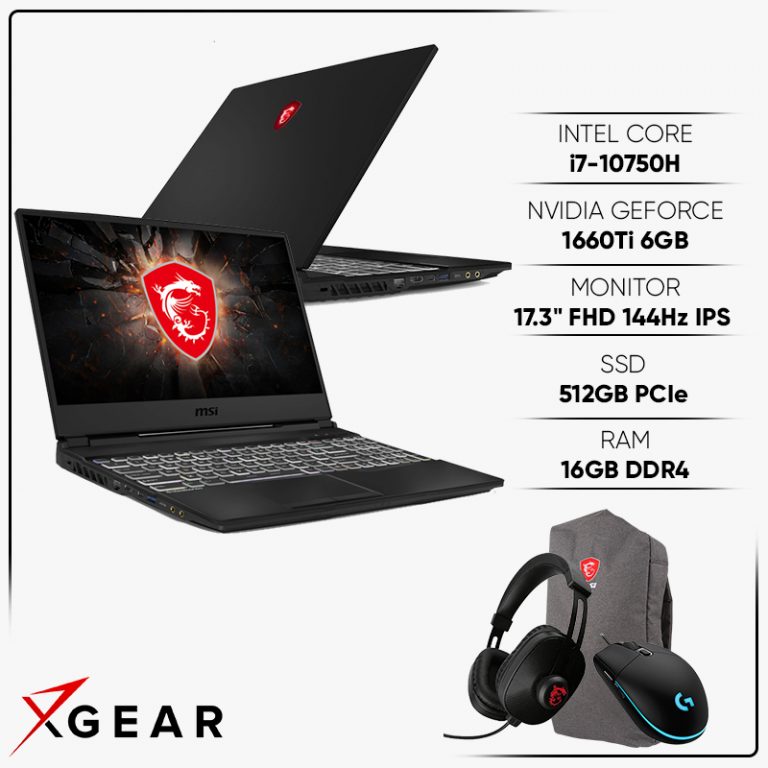 INTEL CORE
i7-10750H
NVIDIA GEFORCE
1660Ti 6GB
MONITOR
17.3" FHD 144Hz IPS
SSD
512GB PCIe
RAM
16GB DDR4
msi
G
XGEAR